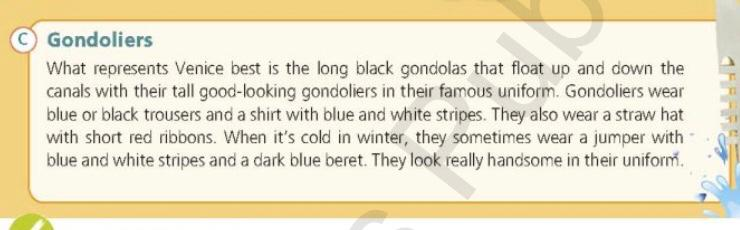 C Gondoliers
What represents Venice best is the long black gondolas that float up and down the
canals with their tall good-looking gondoliers in their famous uniform. Gondoliers wear
blue or black trousers and a shirt with blue and white stripes. They also wear a straw hat
with short red ribbons. When it's cold in winter, they sometimes wear a jumper with
blue and white stripes and a dark blue beret. They look really handsome in their uniform.
s Pub